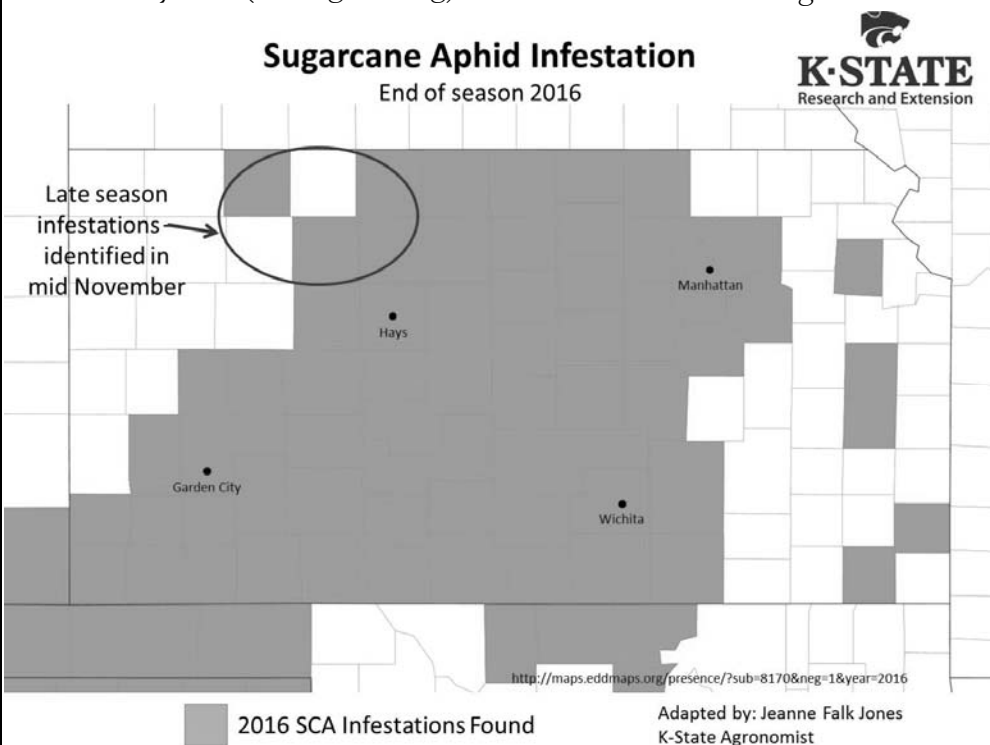 Sugarcane Aphid Infestation
End of season 2016
K-STATE
Research and Extension
Late season
infestations
identified in
mid November
Manhattan
Hays
Garden City
Wichita
http://maps.eddmaps.org/presence/?sub=8170&neg=1&year=2016
2016 SCA Infestations Found
Adapted by: Jeanne Falk Jones
K-State Agronomist